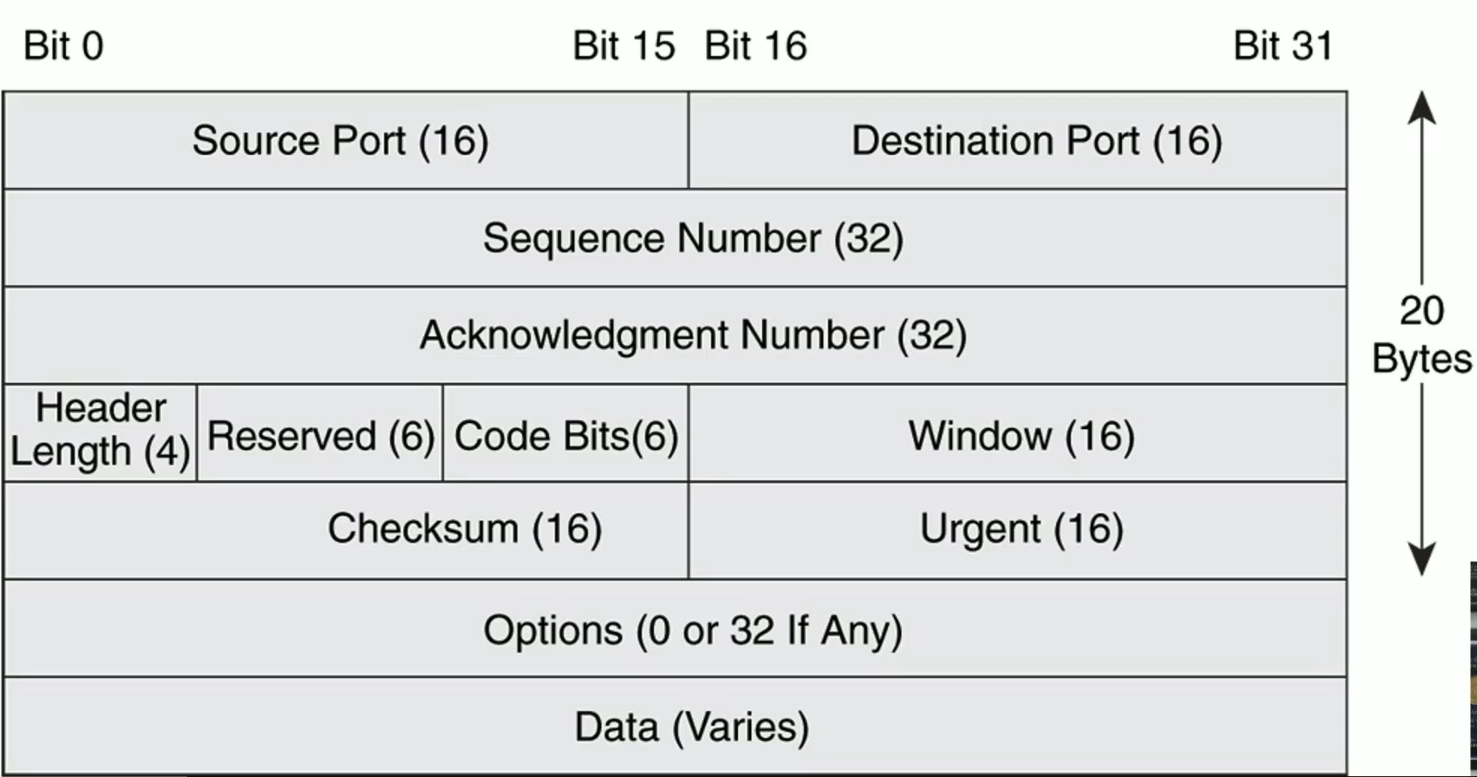 Bit 0 Bit 15 Bit 16 Bit 31
Source Port (16) Destination Port (16)
Sequence Number (32)
Acknowledgment Number (32)
20
Bytes
Header
Length (4)
Reserved (6)
Code Bits(6)
Window (16)
Checksum (16) Urgent (16)
Options (0 or 32 If Any)
Data (Varies)